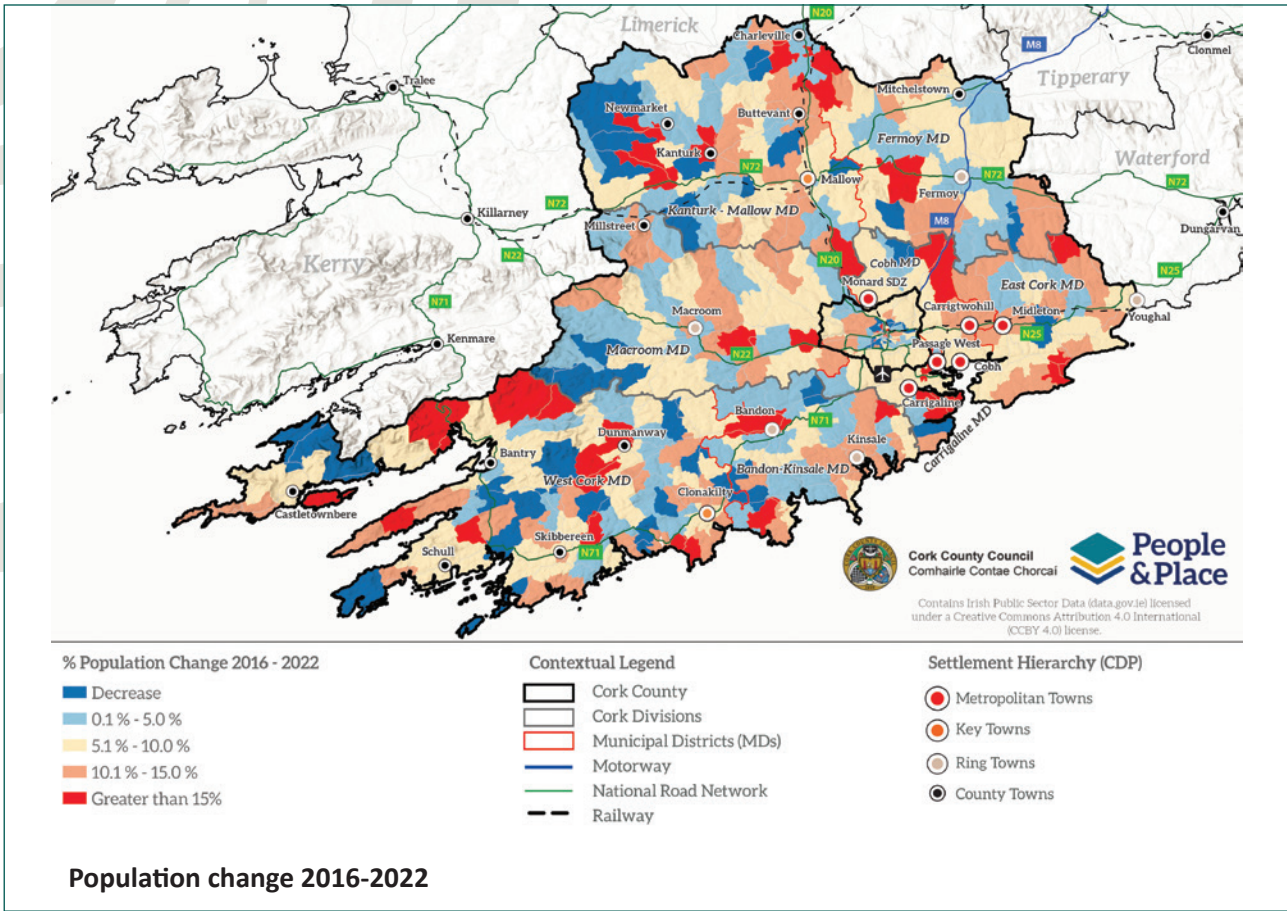 Limerick
N20
Charleville
M8
Clonmel
Tipperary
Tralee
Mitchelstown
Newmarket
Buttevant
Fermoy MD
Kanturk
Waterford
N72
Mallow
N72
Fermoy
N72
Killarney
N72
Kanturk - Mallow MD
Millstreet
M8
Dungarvan
Kerry
N22
N20
Cobh MD
N25
Monard SDZ
East Cork MD
N71
Macroom
Carrigtwohill
Midleton
Youghal
N25
Kenmare
Macroom MD
N22
Passage West
Cobh
Carrigaline
Bandon
N71
Carrigaline MD
Dunmanway
Kinsale
Bantry
West Cork MD
Bandon-Kinsale MD
Castletownbere
Clonakilty
Schull
Skibbereen
N71
Cork County Council
Comhairle Contae Chorcaí
People
& Place
Contains Irish Public Sector Data (data.gov.ie) licensed
under a Creative Commons Attribution 4.0 International
(CCBY 4.0) license.
% Population Change 2016 - 2022
Decrease
0.1 % - 5.0 %
5.1 % - 10.0 %
10.1 % - 15.0 %
Greater than 15%
Contextual Legend
Cork County
Cork Divisions
Municipal Districts (MDs)
Motorway
National Road Network
Railway
Settlement Hierarchy (CDP)
Metropolitan Towns
Key Towns
Ring Towns
County Towns
Population change 2016-2022